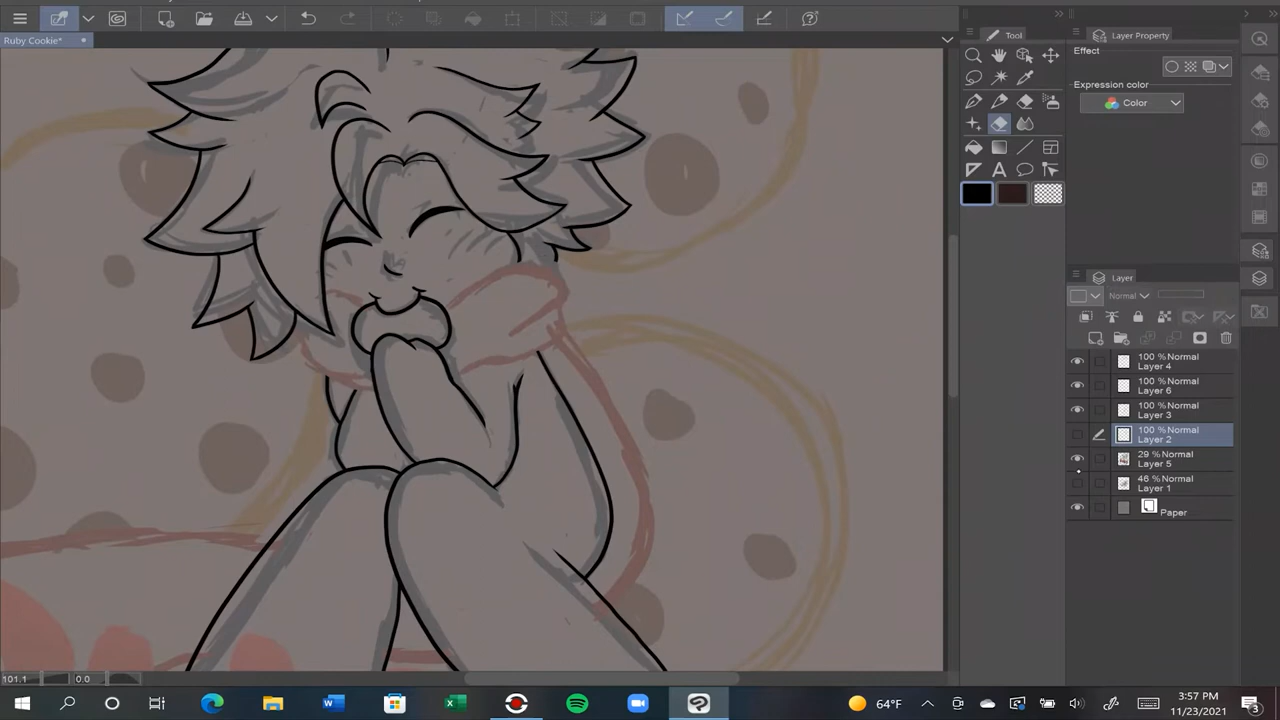 Ruby Cookie*
Tool
Layer Property
Effect
Expression color
Color
Layer
Normal
100 %Normal
Layer 4
100 %Normal
Layer 6
100 %Normal
Layer 3
100 %Normal
Layer 2
29 %Normal
Layer 5
46 %Normal
Layer 1
Paper
101.1
0.0
64°F
3:57 PM
11/23/2021
3